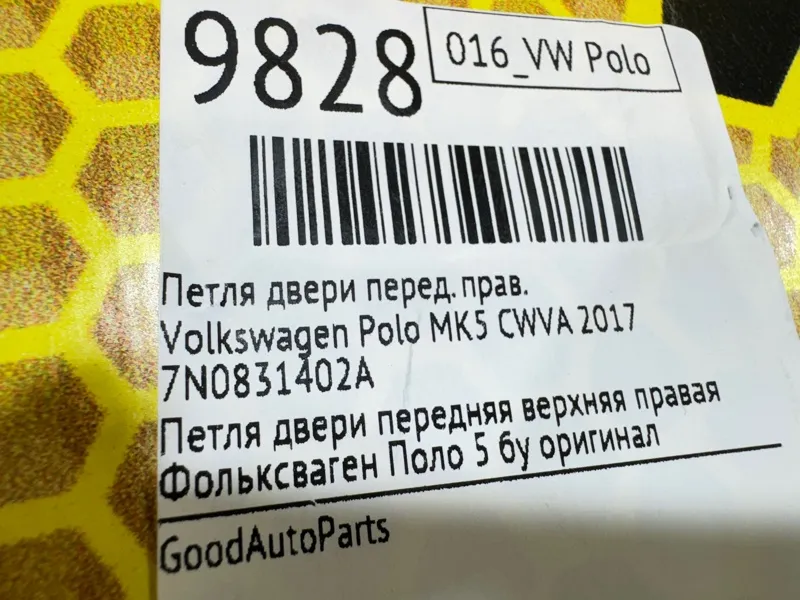 9828
016_VW Polo
Петля двери перед. прав.
Volkswagen Polo MK5 CWVA 2017
7N0831402A
Петля двери передняя верхняя правая
Фольксваген Поло 5 бу оригинал
GoodAutoParts